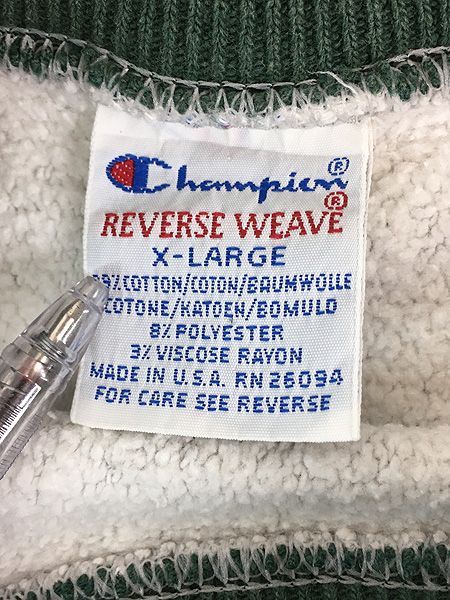 Champion®
REVERSE WEAVE®
X-LARGE
89% COTTON/COTON/BAUMWOLLE
COTONE/KATOEN/BOMULD
8% POLYESTER
3% VISCOSE RAYON
MADE IN U.S.A. RN 26094
FOR CARE SEE REVERSE